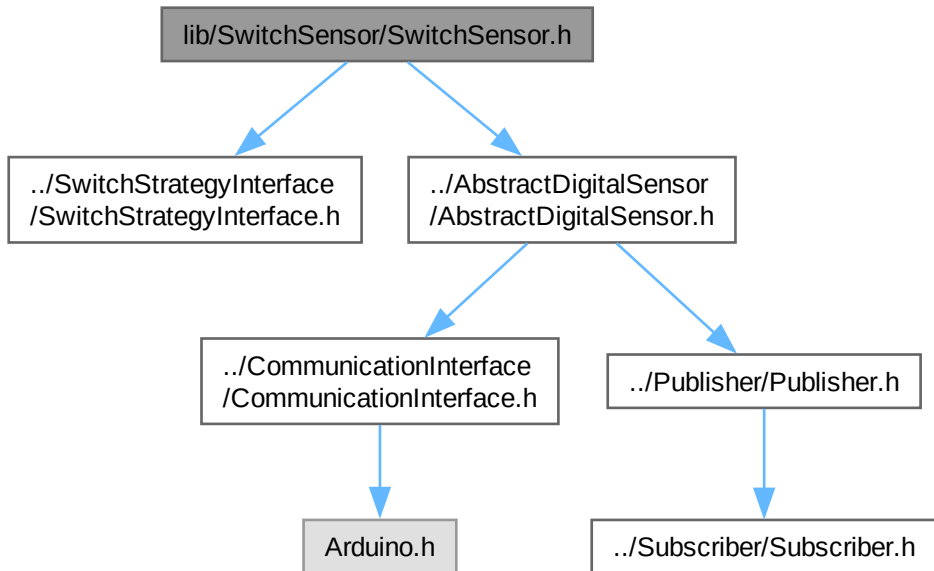 lib/SwitchSensor/SwitchSensor.h
../SwitchStrategyInterface
/SwitchStrategyInterface.h
../AbstractDigitalSensor
/AbstractDigitalSensor.h
../CommunicationInterface
/CommunicationInterface.h
../Publisher/Publisher.h
Arduino.h
../Subscriber/Subscriber.h